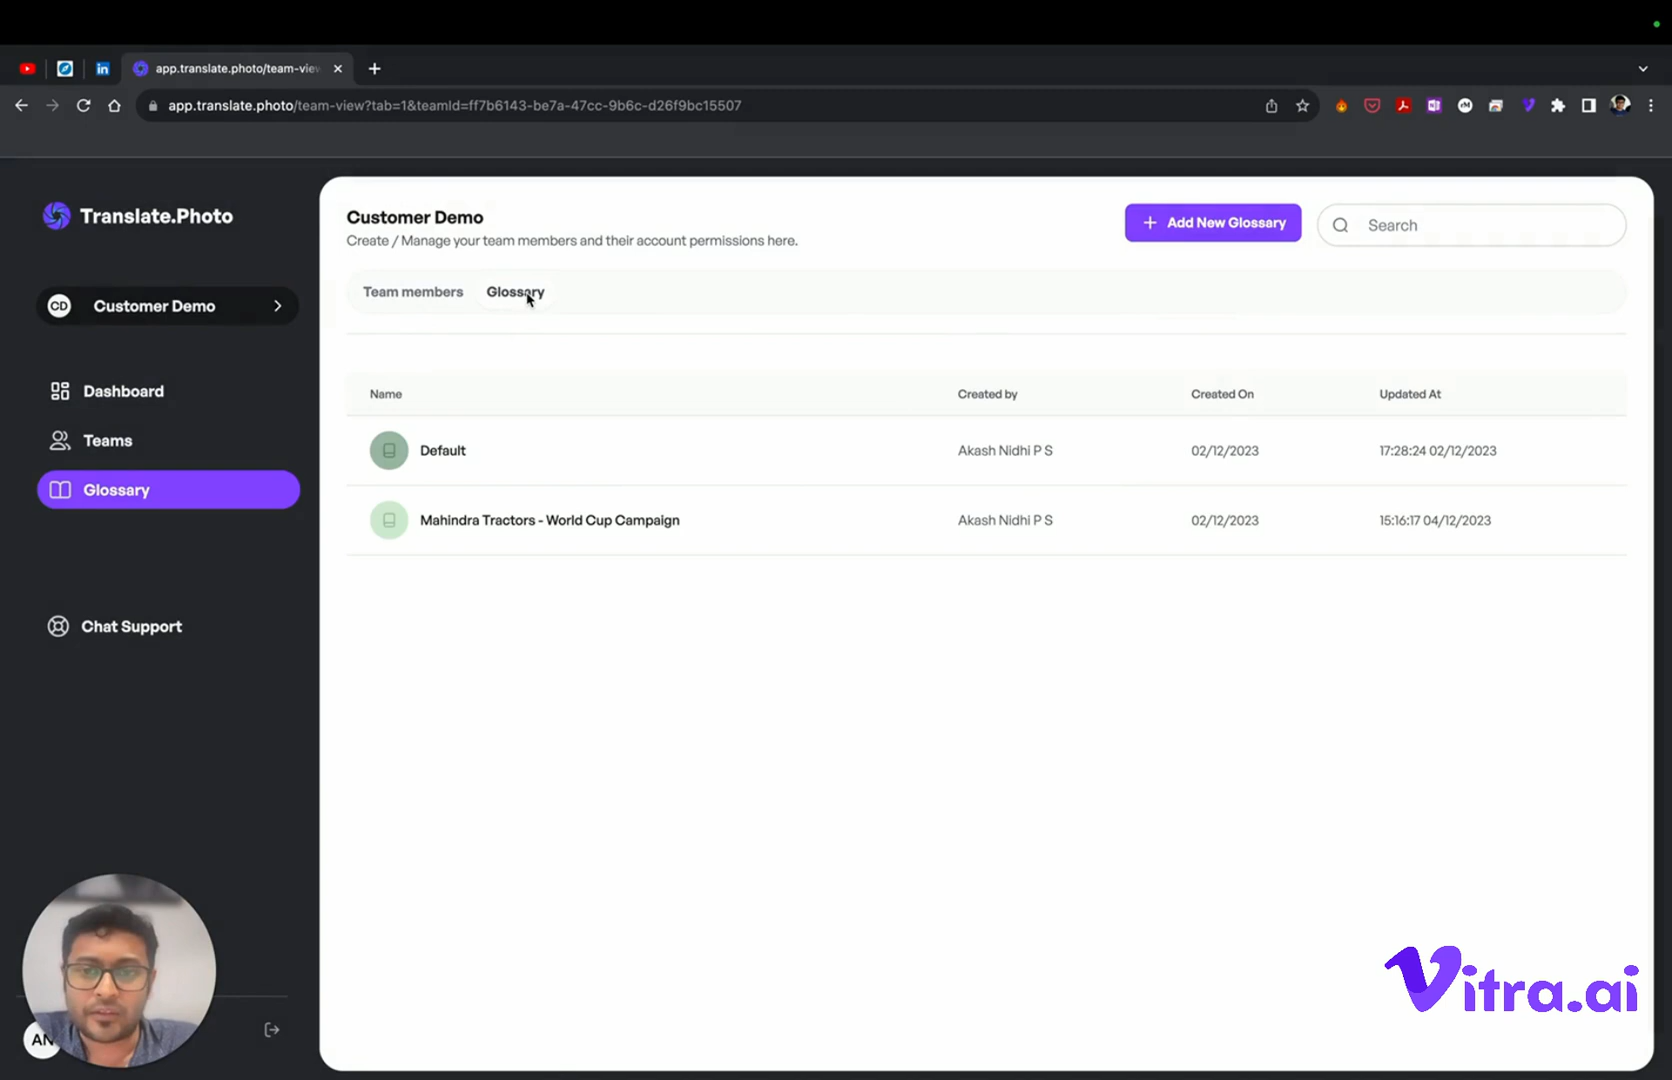 app.translate.photo/team-view
app.translate.photo/team-view?tab=1&teamId=ff7b6143-be7a-47cc-9b6c-d26f9bc15507
Translate.Photo
CD Customer Demo
Dashboard
Teams
Glossary
Chat Support
AN
Customer Demo
Create / Manage your team members and their account permissions here.
+ Add New Glossary
Search
Team members Glossary
Name Created by Created On Updated At
Default Akash Nidhi P S 02/12/2023 17:28:24 02/12/2023
Mahindra Tractors - World Cup Campaign Akash Nidhi P S 02/12/2023 15:16:17 04/12/2023
Vitra.ai